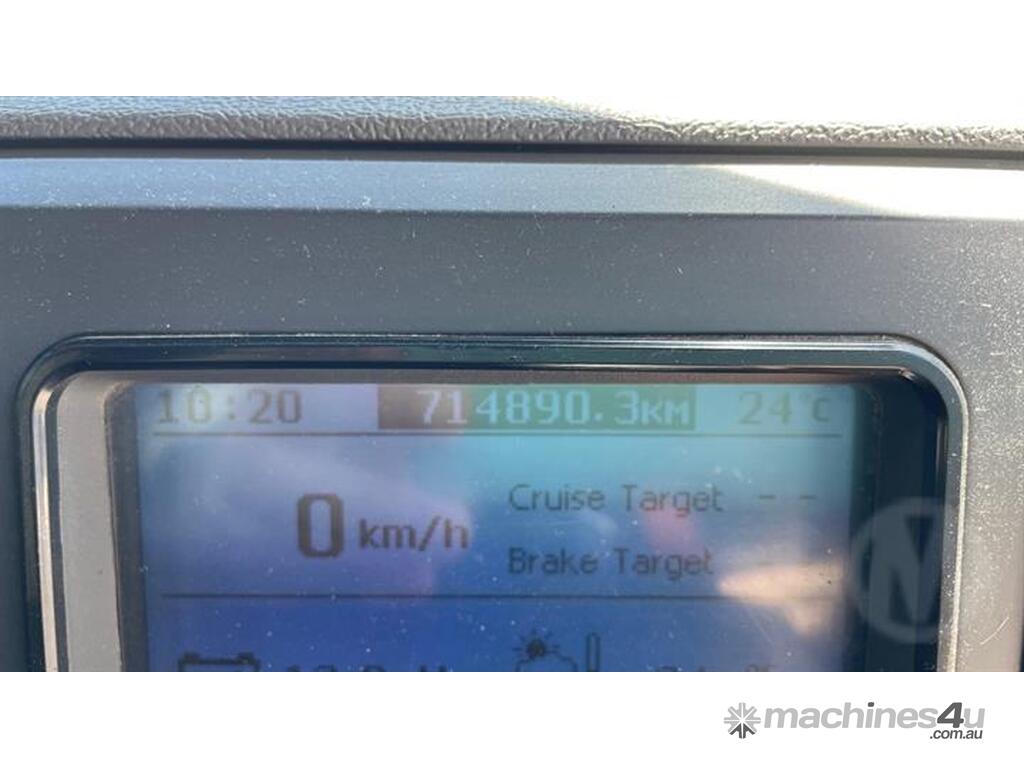 10:20 714890.3KM 24°C
Cruise Target - -
0 km/h
Brake Target
machines4u
.com.au